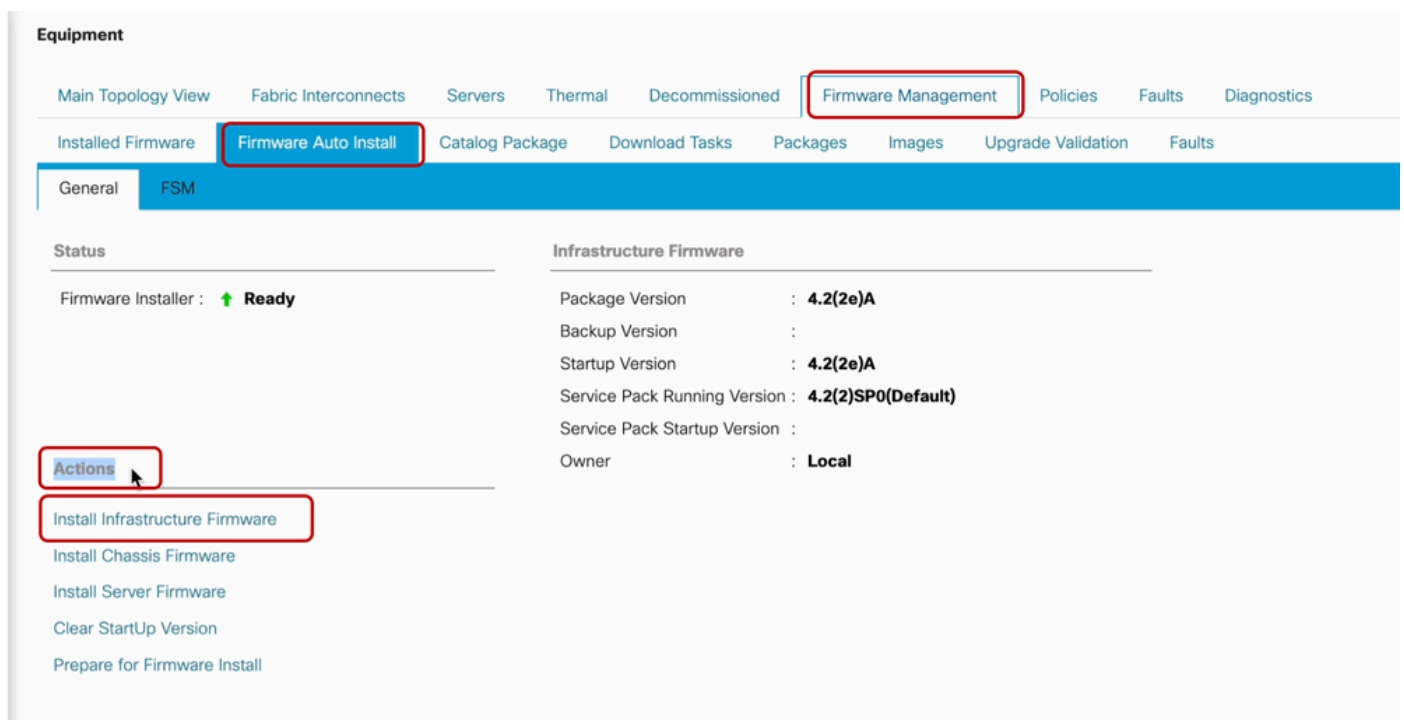 Equipment
Main Topology View Fabric Interconnects Servers Thermal Decommissioned Firmware Management Policies Faults Diagnostics
Installed Firmware Firmware Auto Install Catalog Package Download Tasks Packages Images Upgrade Validation Faults
General FSM
Status
Firmware Installer : Ready
Infrastructure Firmware
Package Version : 4.2(2e)A
Backup Version :
Startup Version : 4.2(2e)A
Service Pack Running Version : 4.2(2)SP0(Default)
Service Pack Startup Version :
Owner : Local
Actions
Install Infrastructure Firmware
Install Chassis Firmware
Install Server Firmware
Clear StartUp Version
Prepare for Firmware Install